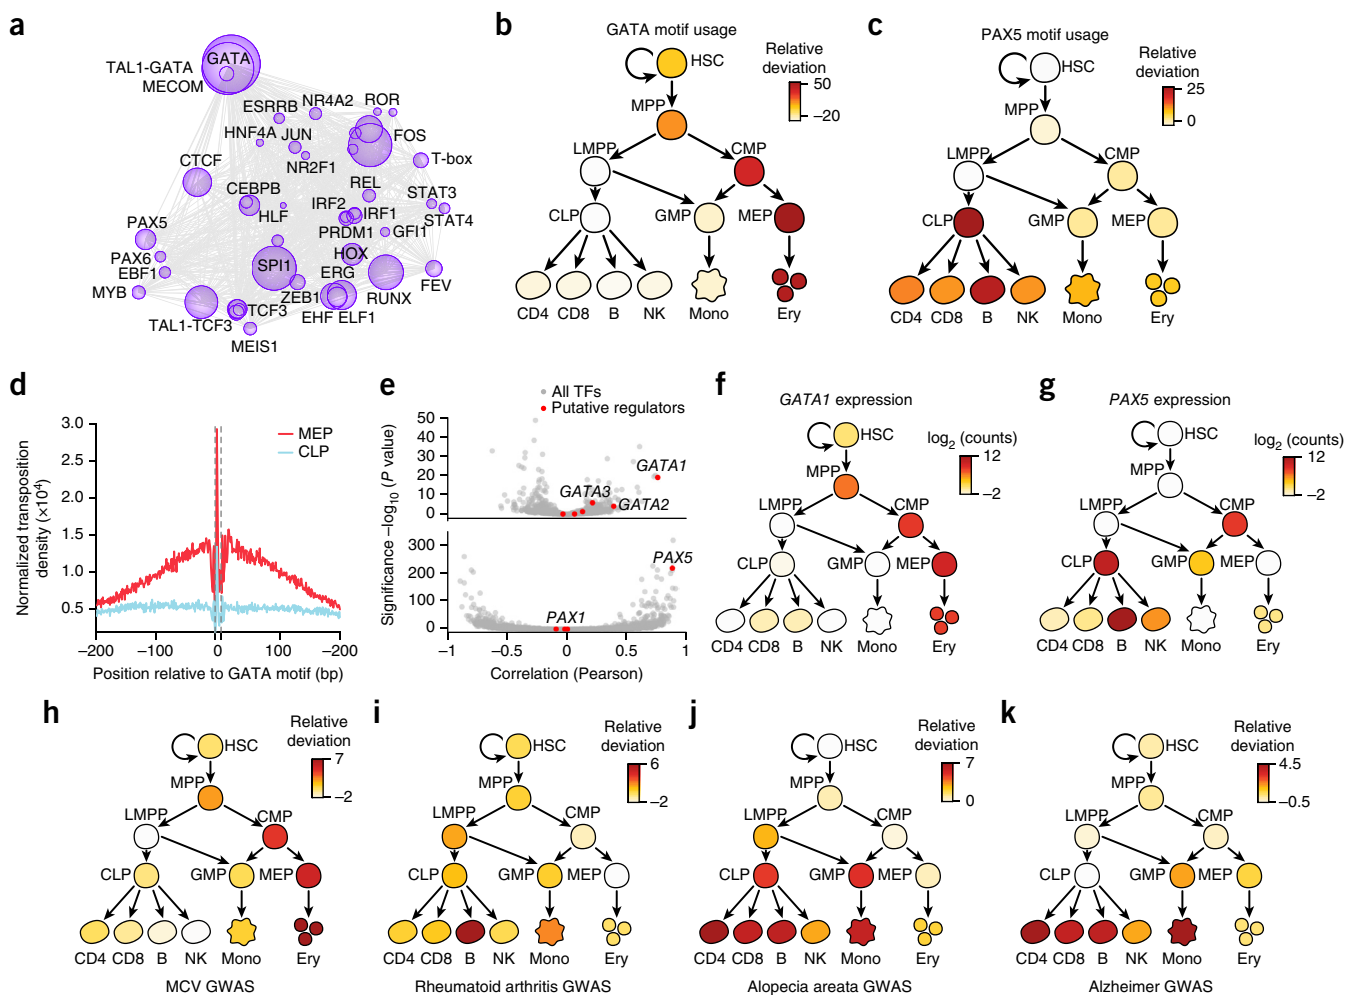 a
GATA
TAL1-GATA
MECOM
ESRRB
NR4A2
ROR
HNF4A
JUN
FOS
NR2F1
T-box
CTCF
CEBPB
REL
STAT3
HLF
IRF2
IRF1
STAT4
PRDM1
GFI1
PAX5
HOX
PAX6
SPI1
ERG
FEV
EBF1
MYB
ZEB1
RUNX
TAL1-TCF3
TCF3
EHF
ELF1
MEIS1
b
GATA motif usage
Relative
deviation
50
−20
HSC
MPP
LMPP
CMP
CLP
GMP
MEP
CD4
CD8
B
NK
Mono
Ery
c
PAX5 motif usage
Relative
deviation
25
0
HSC
MPP
LMPP
CMP
CLP
GMP
MEP
CD4
CD8
B
NK
Mono
Ery
d
3.0
2.5
2.0
1.5
1.0
0.5
Normalized transposition
density (×10⁴)
MEP
CLP
−200
−100
0
−100
−200
Position relative to GATA motif (bp)
e
All TFs
Putative regulators
50
40
30
20
10
0
GATA1
GATA3
GATA2
300
200
100
0
PAX5
PAX1
Significance −log₁₀ (P value)
−1
−0.5
0
0.5
1
Correlation (Pearson)
f
GATA1 expression
log₂ (counts)
12
−2
HSC
MPP
LMPP
CMP
CLP
GMP
MEP
CD4
CD8
B
NK
Mono
Ery
g
PAX5 expression
log₂ (counts)
12
−2
HSC
MPP
LMPP
CMP
CLP
GMP
MEP
CD4
CD8
B
NK
Mono
Ery
h
Relative
deviation
7
−2
HSC
MPP
LMPP
CMP
CLP
GMP
MEP
CD4
CD8
B
NK
Mono
Ery
MCV GWAS
i
Relative
deviation
6
−2
HSC
MPP
LMPP
CMP
CLP
GMP
MEP
CD4
CD8
B
NK
Mono
Ery
Rheumatoid arthritis GWAS
j
Relative
deviation
7
0
HSC
MPP
LMPP
CMP
CLP
GMP
MEP
CD4
CD8
B
NK
Mono
Ery
Alopecia areata GWAS
k
Relative
deviation
4.5
−0.5
HSC
MPP
LMPP
CMP
CLP
GMP
MEP
CD4
CD8
B
NK
Mono
Ery
Alzheimer GWAS